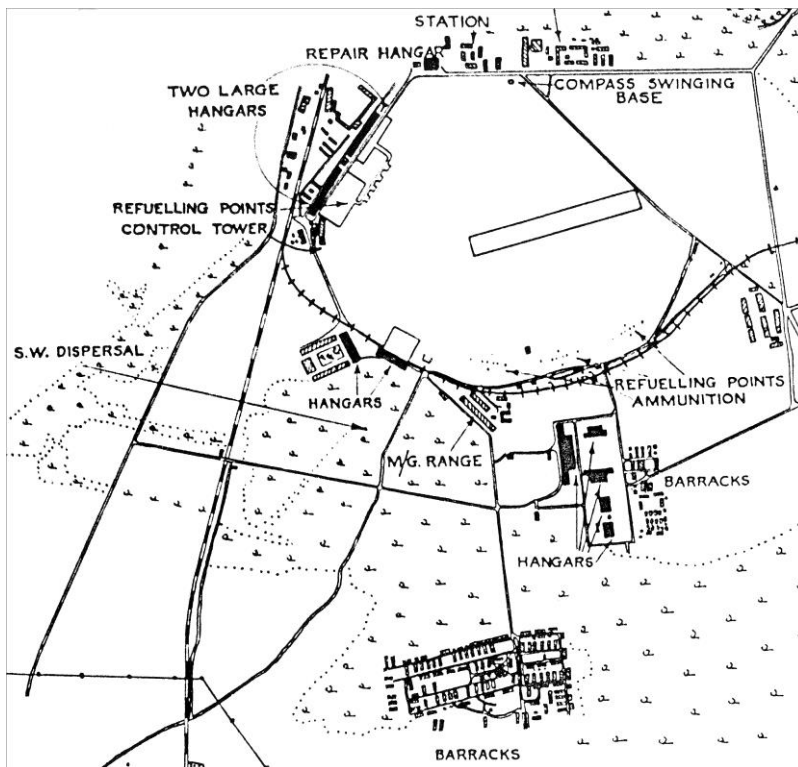 STATION
REPAIR HANGAR
COMPASS SWINGING
BASE
TWO LARGE
HANGARS
REFUELLING POINTS
CONTROL TOWER
S.W. DISPERSAL
HANGARS
REFUELLING POINTS
AMMUNITION
M/G. RANGE
BARRACKS
HANGARS
BARRACKS